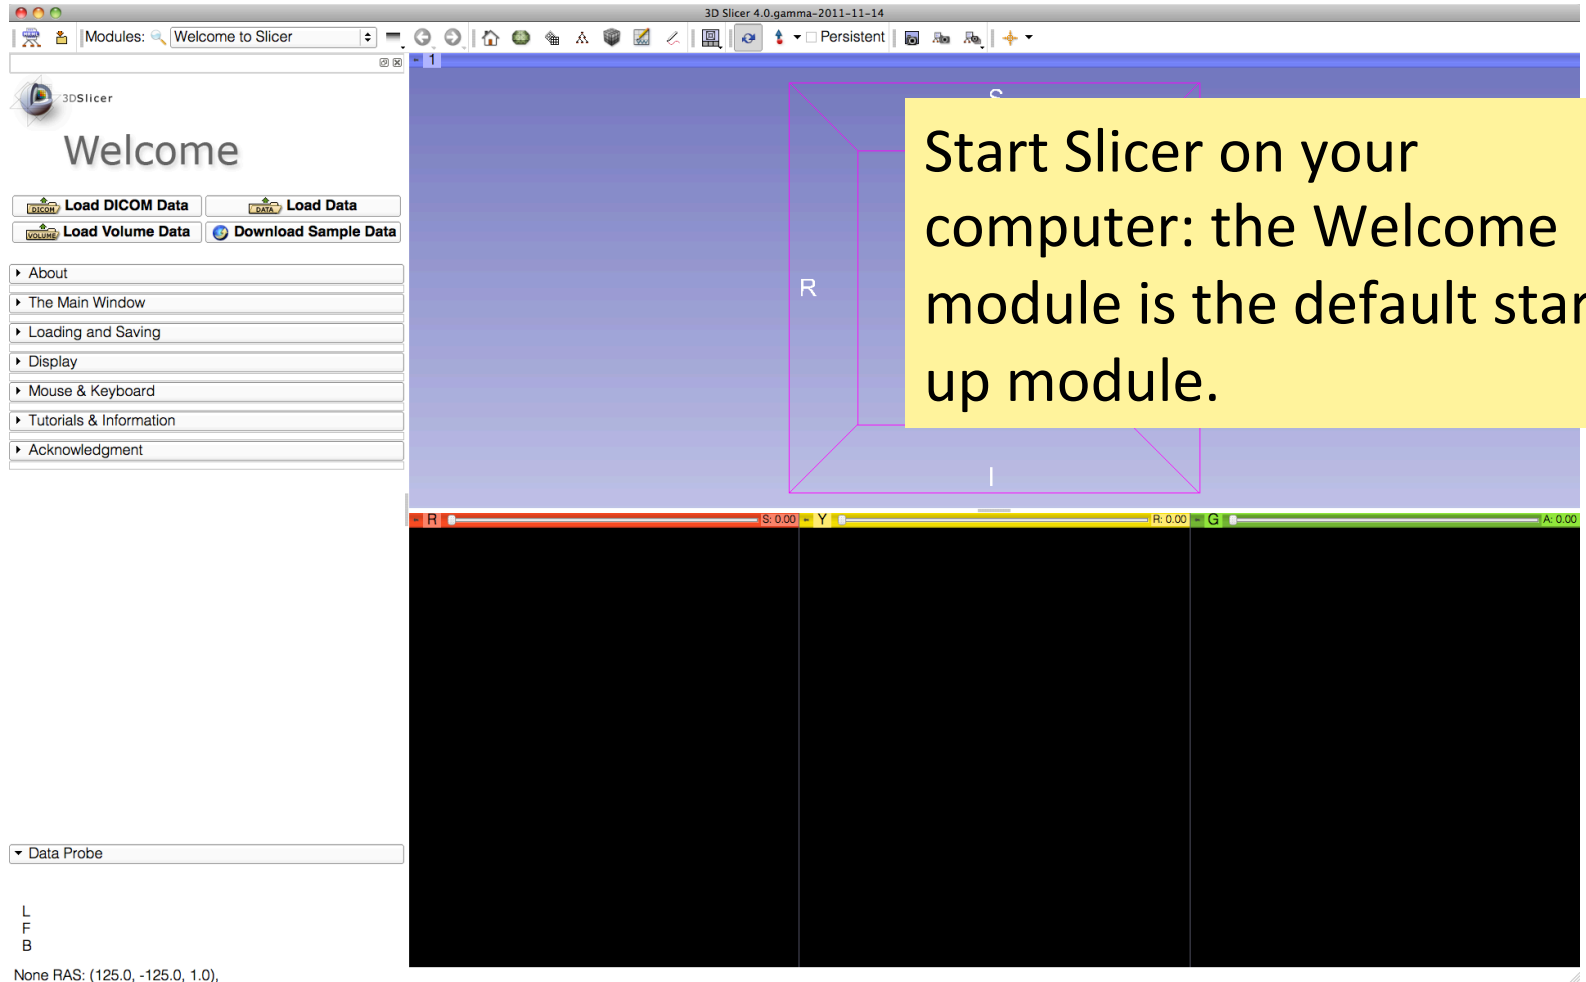 3D Slicer 4.0.gamma-2011-11-14
Modules: Welcome to Slicer Persistent
1
3DSlicer
Welcome
DICOM Load DICOM Data DATA Load Data
VOLUME Load Volume Data Download Sample Data
About
The Main Window
Loading and Saving
Display
Mouse & Keyboard
Tutorials & Information
Acknowledgment
S
R
I
Start Slicer on your
computer: the Welcome
module is the default star
up module.
R S: 0.00 Y R: 0.00 G A: 0.00
Data Probe
L
F
B
None RAS: (125.0, -125.0, 1.0),